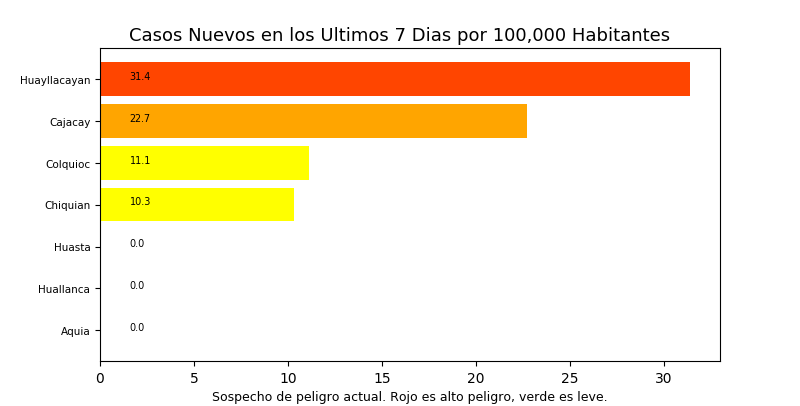 Casos Nuevos en los Ultimos 7 Dias por 100,000 Habitantes
Huayllacayan 31.4
Cajacay 22.7
Colquioc 11.1
Chiquian 10.3
Huasta 0.0
Huallanca 0.0
Aquia 0.0
0 5 10 15 20 25 30
Sospecho de peligro actual. Rojo es alto peligro, verde es leve.